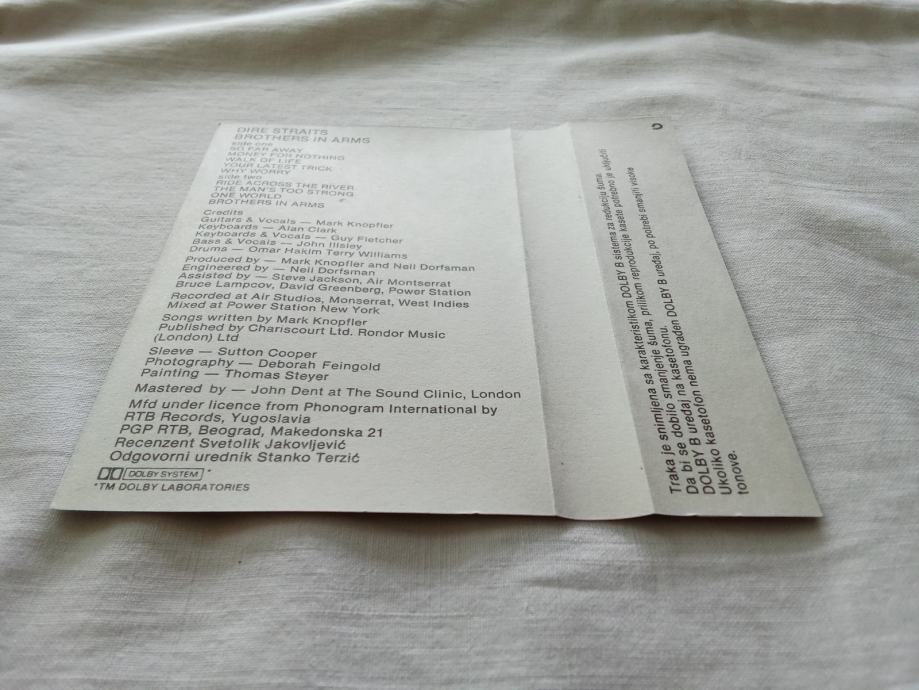 DIRE STRAITS
BROTHERS IN ARMS
side one
SO FAR AWAY
MONEY FOR NOTHING
WALK OF LIFE
YOUR LATEST TRICK
WHY WORRY
side two
RIDE ACROSS THE RIVER
THE MAN'S TOO STRONG
ONE WORLD
BROTHERS IN ARMS
Credits
Guitars & Vocals — Mark Knopfler
Keyboards — Alan Clark
Keyboards & Vocals — Guy Fletcher
Bass & Vocals — John Illsley
Drums — Omar Hakim Terry Williams
Produced by — Mark Knopfler and Neil Dorfsman
Engineered by — Neil Dorfsman
Assisted by — Steve Jackson, Air Montserrat
Bruce Lampcov, David Greenberg, Power Station
Recorded at Air Studios, Monserrat, West Indies
Mixed at Power Station New York
Songs written by Mark Knopfler
Published by Chariscourt Ltd. Rondor Music
(London) Ltd
Sleeve — Sutton Cooper
Photography — Deborah Feingold
Painting — Thomas Steyer
Mastered by — John Dent at The Sound Clinic, London
Mfd under licence from Phonogram International by
RTB Records, Yugoslavia
PGP RTB, Beograd, Makedonska 21
Recenzent Svetolik Jakovljević
Odgovorni urednik Stanko Terzić
DOLBY SYSTEM *
*TM DOLBY LABORATORIES
Traka je snimljena sa karakteristikom DOLBY B sistema za redukciju šuma.
Da bi se dobilo smanjenje šuma, prilikom reprodukcije kasete potrebno je uključiti
DOLBY B uređaj na kasetofonu.
Ukoliko kasetofon nema ugrađen DOLBY B uređaj, po potrebi smanjiti visoke
tonove.